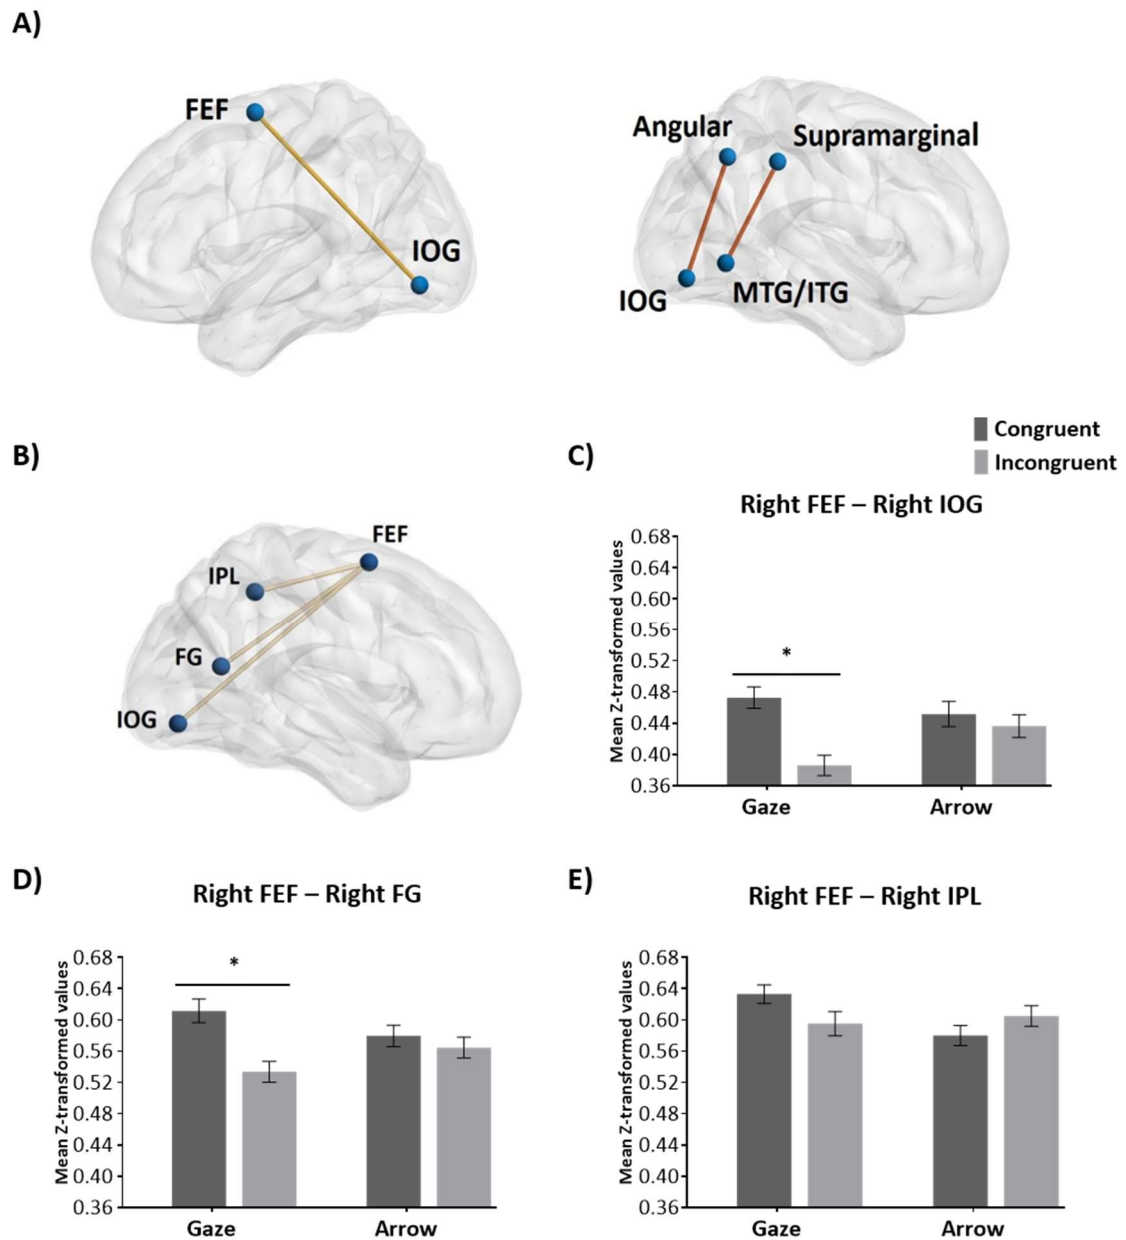 A)
FEF
IOG
Angular
Supramarginal
IOG
MTG/ITG
B)
FEF
IPL
FG
IOG
C)
Congruent
Incongruent
Right FEF – Right IOG
Mean Z-transformed values
0.68
0.64
0.60
0.56
0.52
0.48
0.44
0.40
0.36
*
Gaze
Arrow
D)
Right FEF – Right FG
Mean Z-transformed values
0.68
0.64
0.60
0.56
0.52
0.48
0.44
0.40
0.36
*
Gaze
Arrow
E)
Right FEF – Right IPL
Mean Z-transformed values
0.68
0.64
0.60
0.56
0.52
0.48
0.44
0.40
0.36
Gaze
Arrow